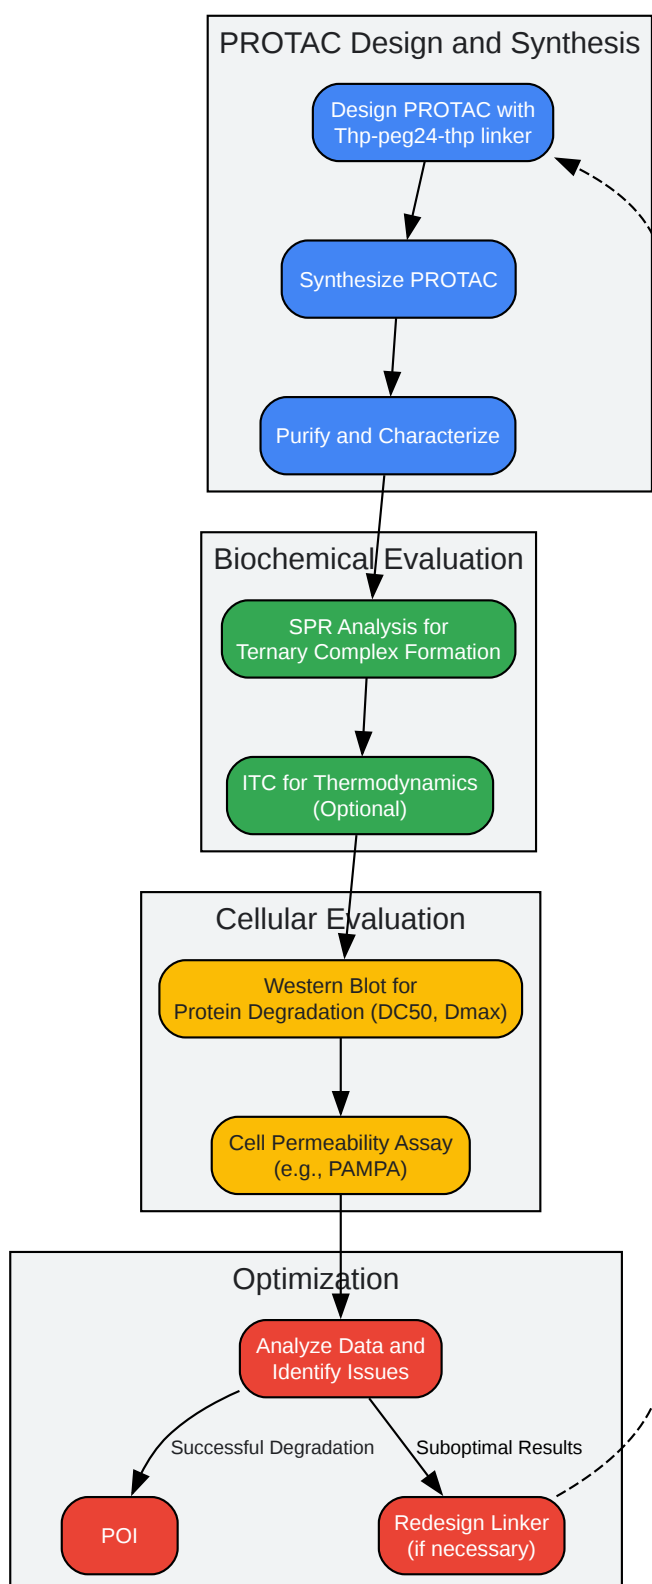 PROTAC Design and Synthesis
Design PROTAC with
Thp-peg24-thp linker
Synthesize PROTAC
Purify and Characterize
Biochemical Evaluation
SPR Analysis for
Ternary Complex Formation
ITC for Thermodynamics
(Optional)
Cellular Evaluation
Western Blot for
Protein Degradation (DC50, Dmax)
Cell Permeability Assay
(e.g., PAMPA)
Optimization
Analyze Data and
Identify Issues
Successful Degradation
Suboptimal Results
POI
Redesign Linker
(if necessary)